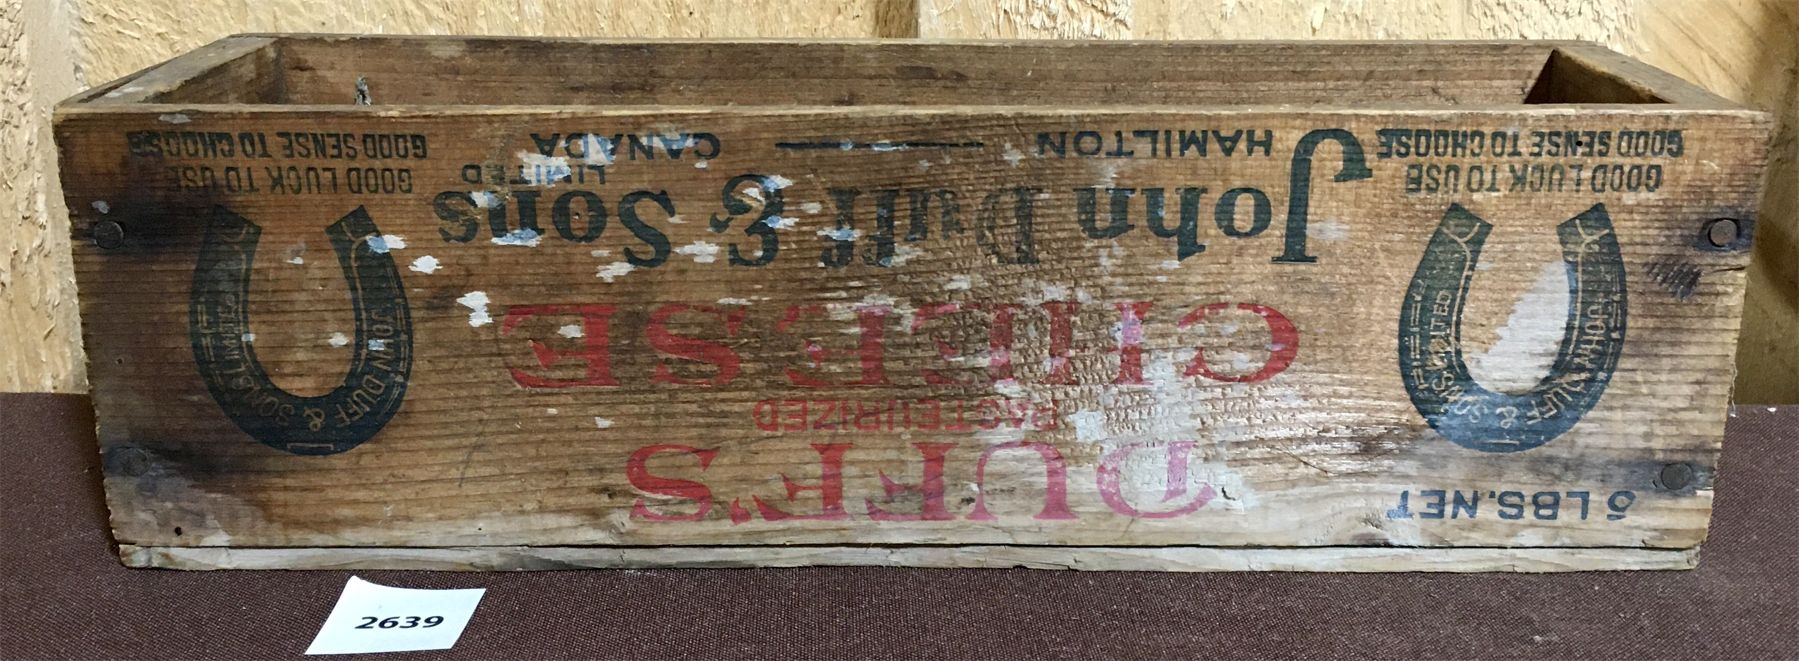 5 LBS. NET
DUFF'S
PASTEURIZED
CHEESE
John Duff & Sons
LIMITED
HAMILTON — CANADA
JOHN DUFF & SONS LIMITED
GOOD LUCK TO USE
GOOD SENSE TO CHOOSE
JOHN DUFF & SONS LIMITED
GOOD LUCK TO USE
GOOD SENSE TO CHOOSE
2639